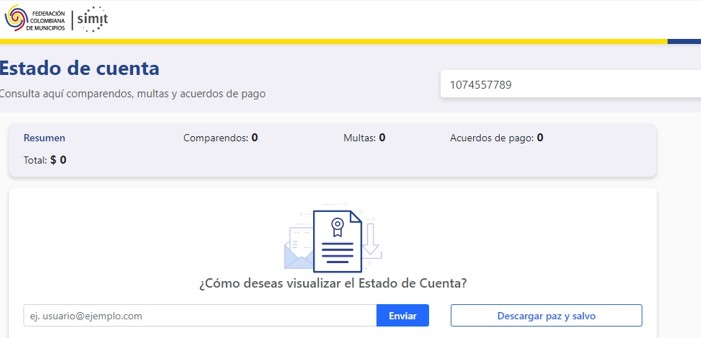 FEDERACIÓN
COLOMBIANA
DE MUNICIPIOS
simit
Estado de cuenta
Consulta aquí comparendos, multas y acuerdos de pago
1074557789
Resumen Comparendos: 0 Multas: 0 Acuerdos de pago: 0
Total: $ 0
¿Cómo deseas visualizar el Estado de Cuenta?
ej. usuario@ejemplo.com Enviar Descargar paz y salvo